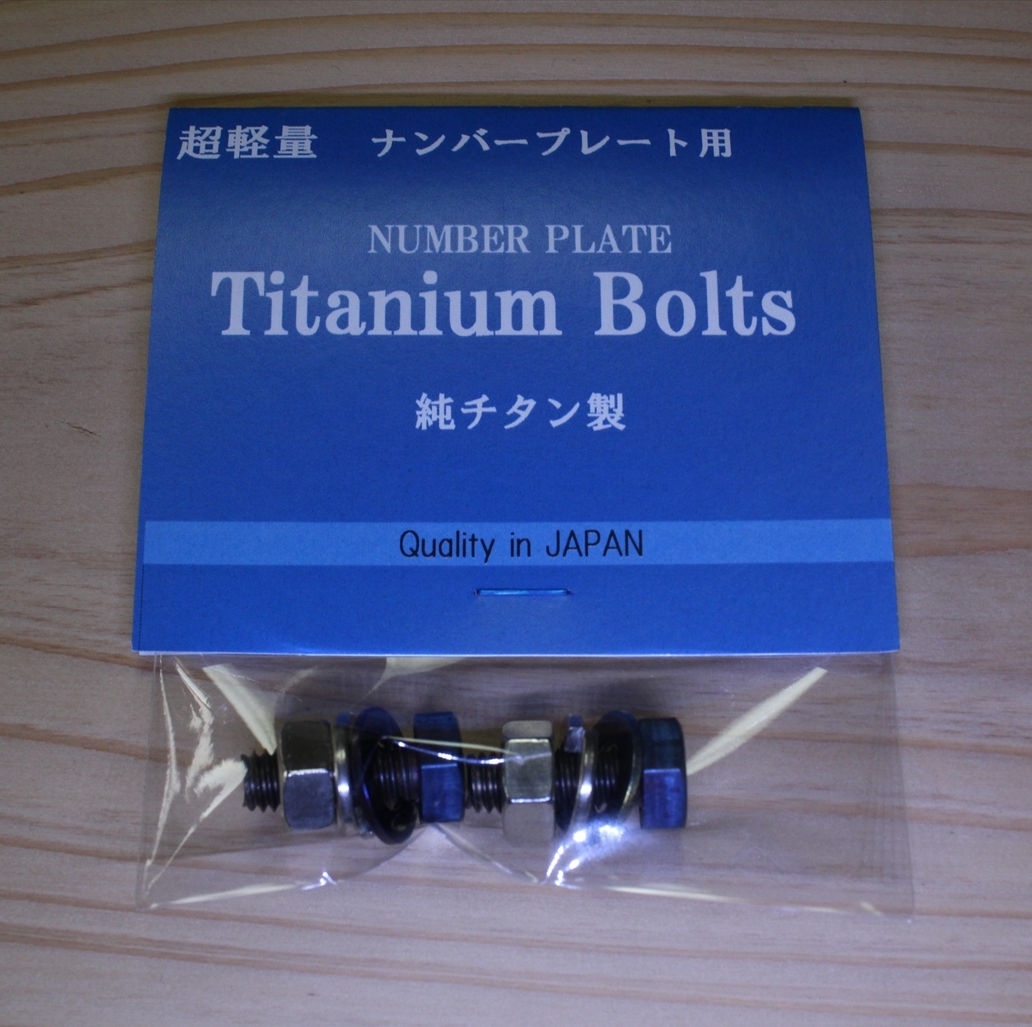 超軽量 ナンバープレート用
NUMBER PLATE
Titanium Bolts
純チタン製
Quality in JAPAN